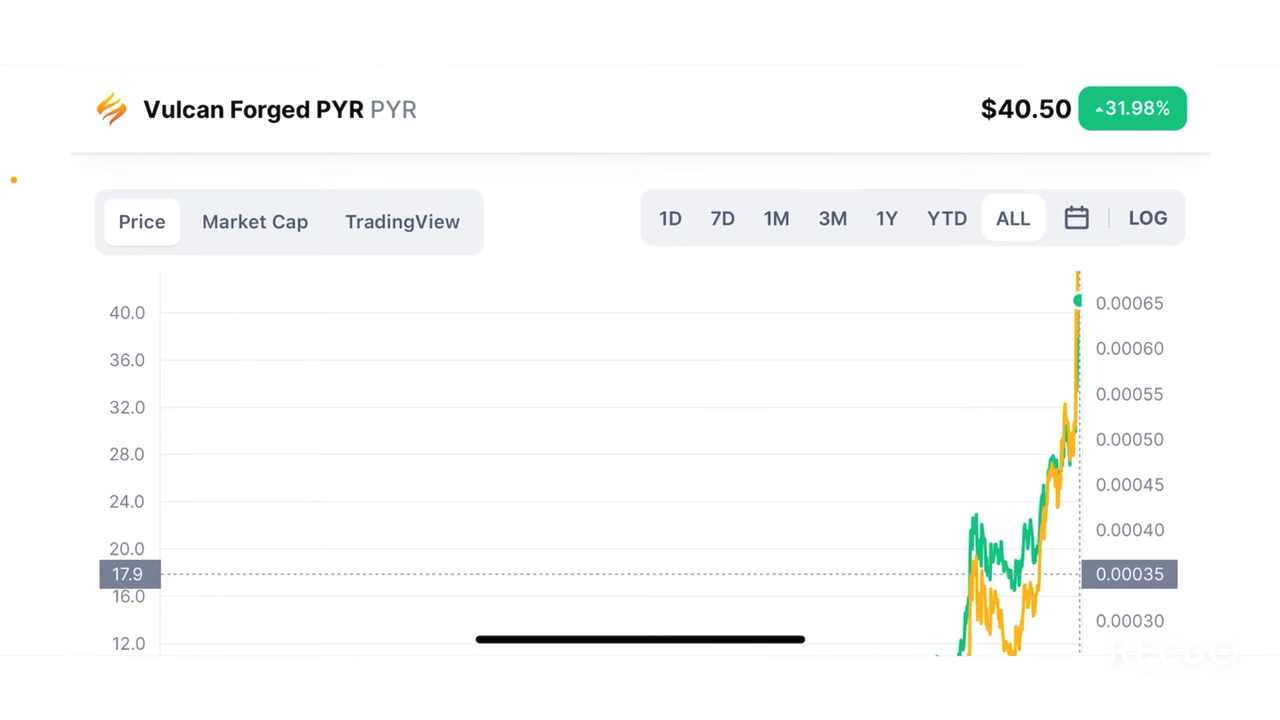 Vulcan Forged PYR PYR
$40.50 31.98%
Price Market Cap TradingView
1D 7D 1M 3M 1Y YTD ALL LOG
40.0 0.00065
36.0 0.00060
32.0 0.00055
28.0 0.00050
24.0 0.00045
20.0 0.00040
17.9 0.00035
16.0 0.00030
12.0
RECGO